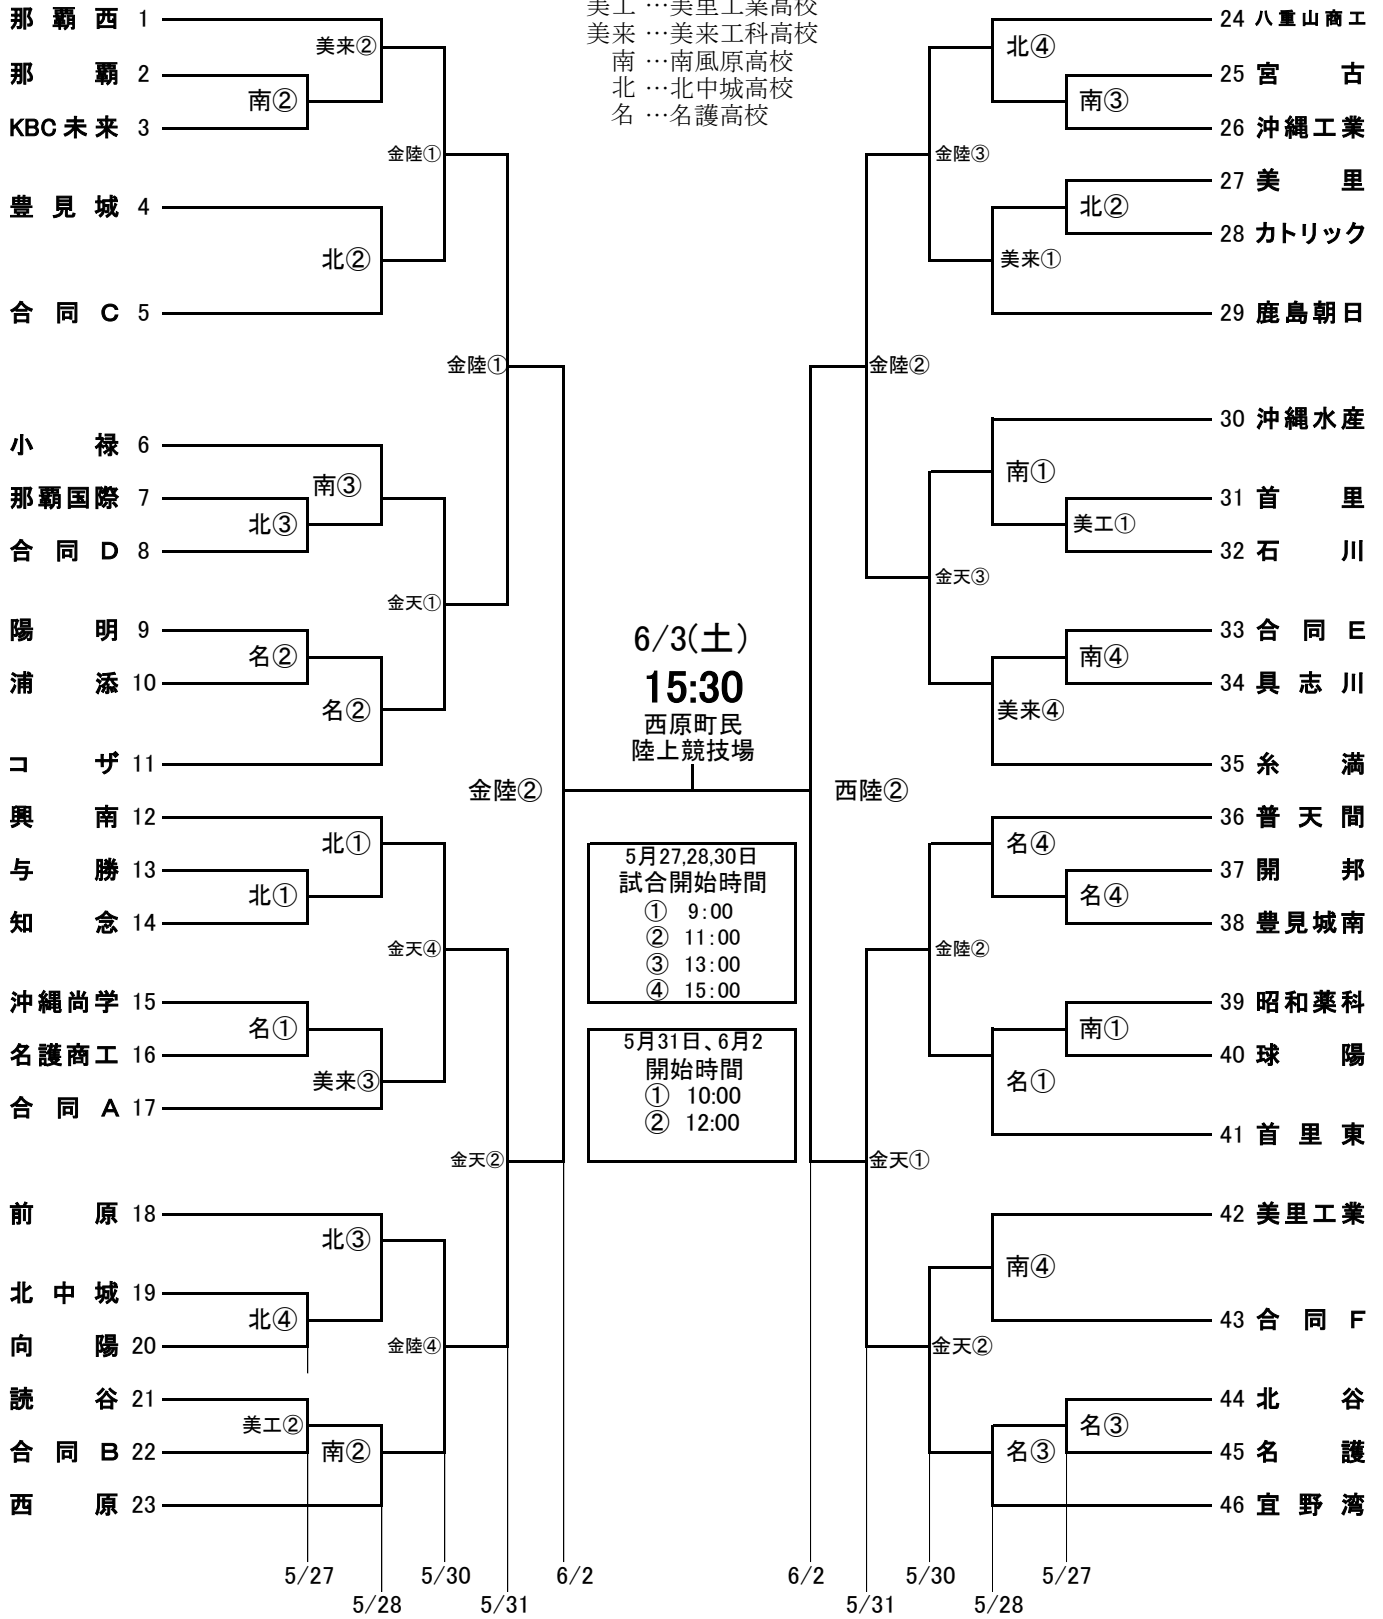 美工 …美里工業高校
美来 …美来工科高校
南 …南風原高校
北 …北中城高校
名 …名護高校
那覇西 1
美来②
那覇 2
南②
KBC未来 3
金陸①
豊見城 4
北②
合同C 5
金陸①
小禄 6
南③
那覇国際 7
北③
合同D 8
金天①
陽明 9
名②
浦添 10
名②
コザ 11
金陸②
興南 12
北①
与勝 13
北①
知念 14
金天④
沖縄尚学 15
名①
名護商工 16
美来③
合同A 17
金天②
前原 18
北③
北中城 19
北④
向陽 20
金陸④
読谷 21
美工②
合同B 22
南②
西原 23
6/3(土)
15:30
西原町民
陸上競技場
5月27,28,30日
試合開始時間
① 9:00
② 11:00
③ 13:00
④ 15:00
5月31日、6月2
開始時間
① 10:00
② 12:00
24 八重山商工
北④
25 宮古
南③
26 沖縄工業
金陸③
27 美里
北②
28 カトリック
美来①
29 鹿島朝日
金陸②
30 沖縄水産
南①
31 首里
美工①
32 石川
金天③
33 合同E
南④
34 具志川
美来④
35 糸満
西陸②
36 普天間
名④
37 開邦
名④
38 豊見城南
金陸②
39 昭和薬科
南①
40 球陽
名①
41 首里東
金天①
42 美里工業
南④
43 合同F
金天②
44 北谷
名③
45 名護
名③
46 宜野湾
5/27 5/30 6/2 6/2 5/30 5/27
5/28 5/31 5/31 5/28